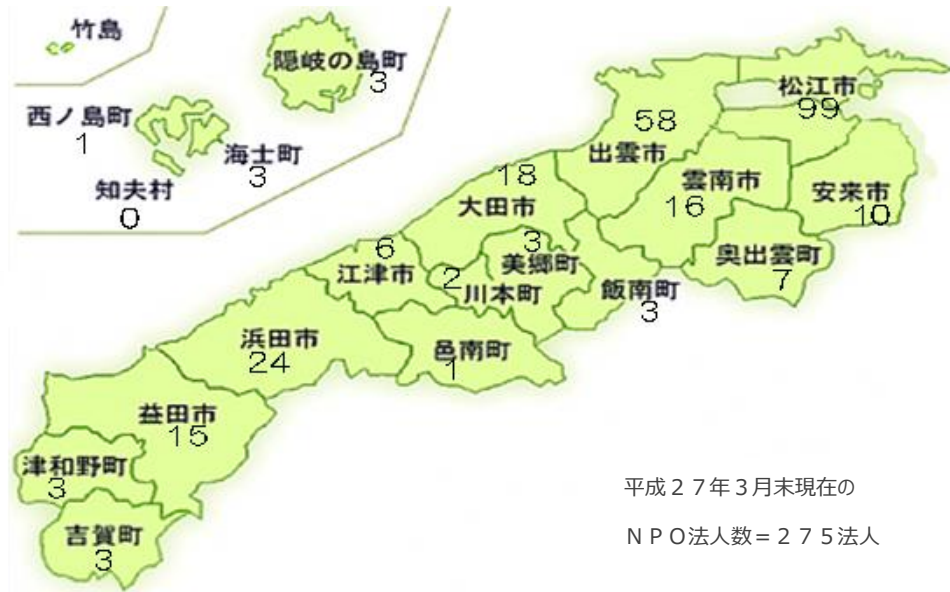 竹島
隠岐の島町
3
西ノ島町
1
海士町
3
知夫村
0
松江市
99
58
出雲市
18
大田市
雲南市
16
安来市
10
奥出雲町
7
3
美郷町
飯南町
3
6
江津市
2
川本町
浜田市
24
邑南町
1
益田市
15
津和野町
3
吉賀町
3
平成27年3月末現在の
NPO法人数=275法人